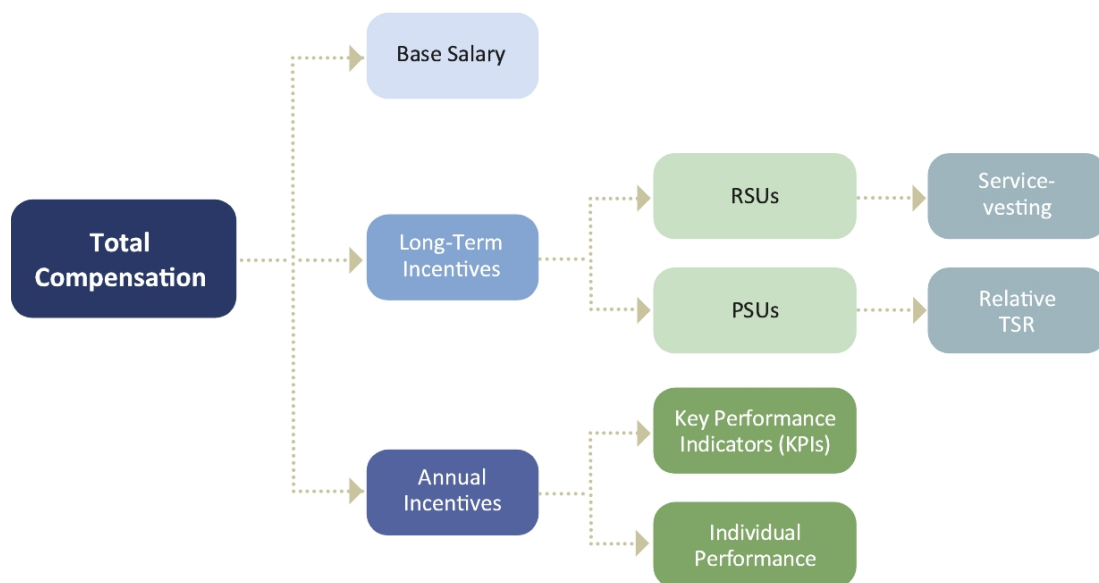 Base Salary
Total
Compensation
Long-Term
Incentives
RSUs
Service-
vesting
PSUs
Relative
TSR
Annual
Incentives
Key Performance
Indicators (KPIs)
Individual
Performance